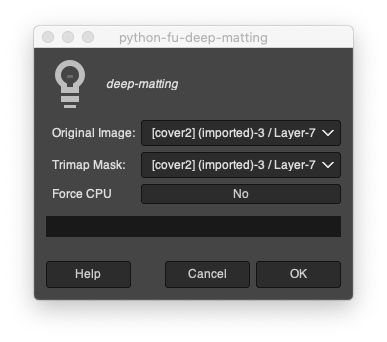 python-fu-deep-matting
deep-matting
Original Image: [cover2] (imported)-3 / Layer-7
Trimap Mask: [cover2] (imported)-3 / Layer-7
Force CPU No
Help Cancel OK